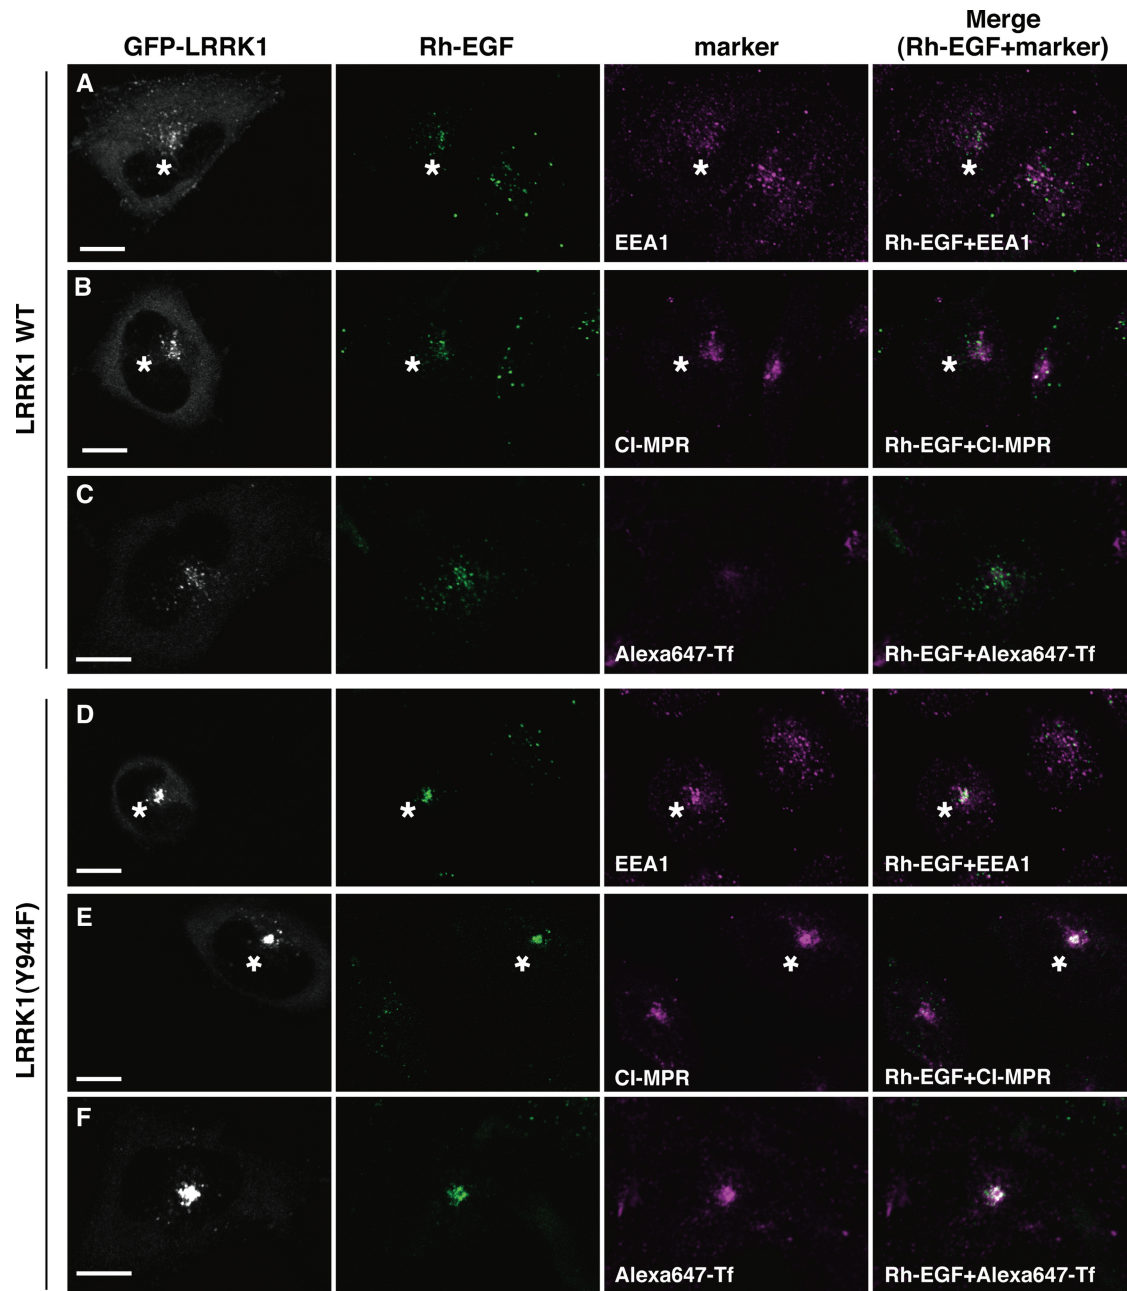 GFP-LRRK1
Rh-EGF
marker
Merge
(Rh-EGF+marker)
LRRK1 WT
A
*
*
*
*
EEA1
Rh-EGF+EEA1
B
*
*
*
*
CI-MPR
Rh-EGF+CI-MPR
C
Alexa647-Tf
Rh-EGF+Alexa647-Tf
LRRK1(Y944F)
D
*
*
*
*
EEA1
Rh-EGF+EEA1
E
*
*
*
*
CI-MPR
Rh-EGF+CI-MPR
F
Alexa647-Tf
Rh-EGF+Alexa647-Tf